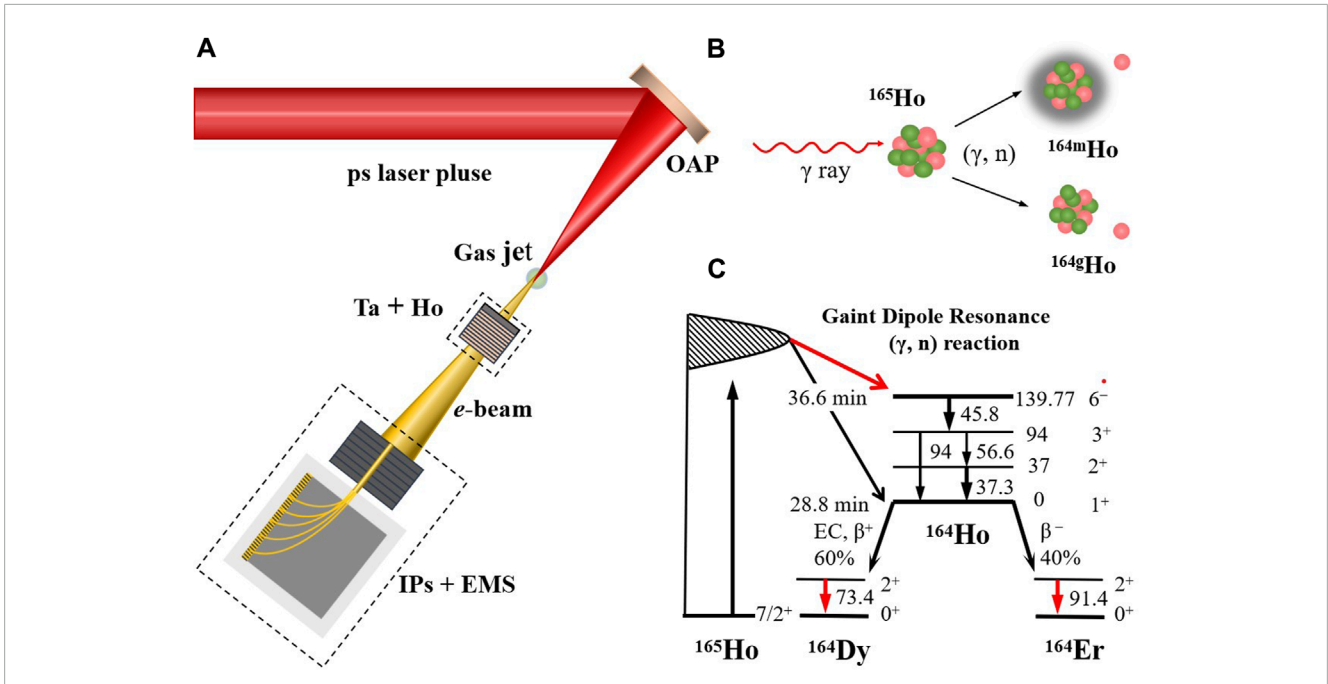 A
ps laser pluse
OAP
Gas jet
Ta + Ho
e-beam
IPs + EMS
B
¹⁶⁵Ho
γ ray
(γ, n)
¹⁶⁴ᵐHo
¹⁶⁴ᵍHo
C
Gaint Dipole Resonance
(γ, n) reaction
36.6 min
139.77 6⁻
45.8
94 3⁺
94 56.6
37 2⁺
37.3
0 1⁺
28.8 min
¹⁶⁴Ho
EC, β⁺
60%
β⁻
40%
2⁺
73.4
0⁺
2⁺
91.4
0⁺
7/2⁺
¹⁶⁵Ho
¹⁶⁴Dy
¹⁶⁴Er